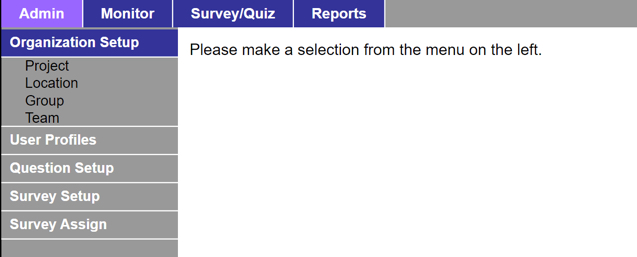 Admin Monitor Survey/Quiz Reports
Organization Setup
Please make a selection from the menu on the left.
Project
Location
Group
Team
User Profiles
Question Setup
Survey Setup
Survey Assign